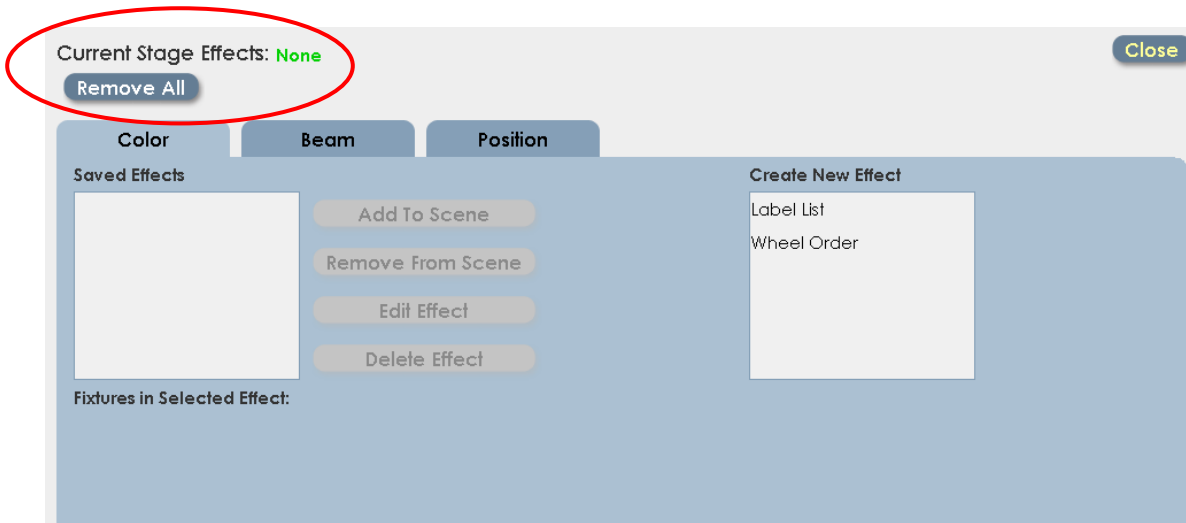 Current Stage Effects: None
Close
Remove All
Color
Beam
Position
Saved Effects
Create New Effect
Add To Scene
Label List
Wheel Order
Remove From Scene
Edit Effect
Delete Effect
Fixtures in Selected Effect: